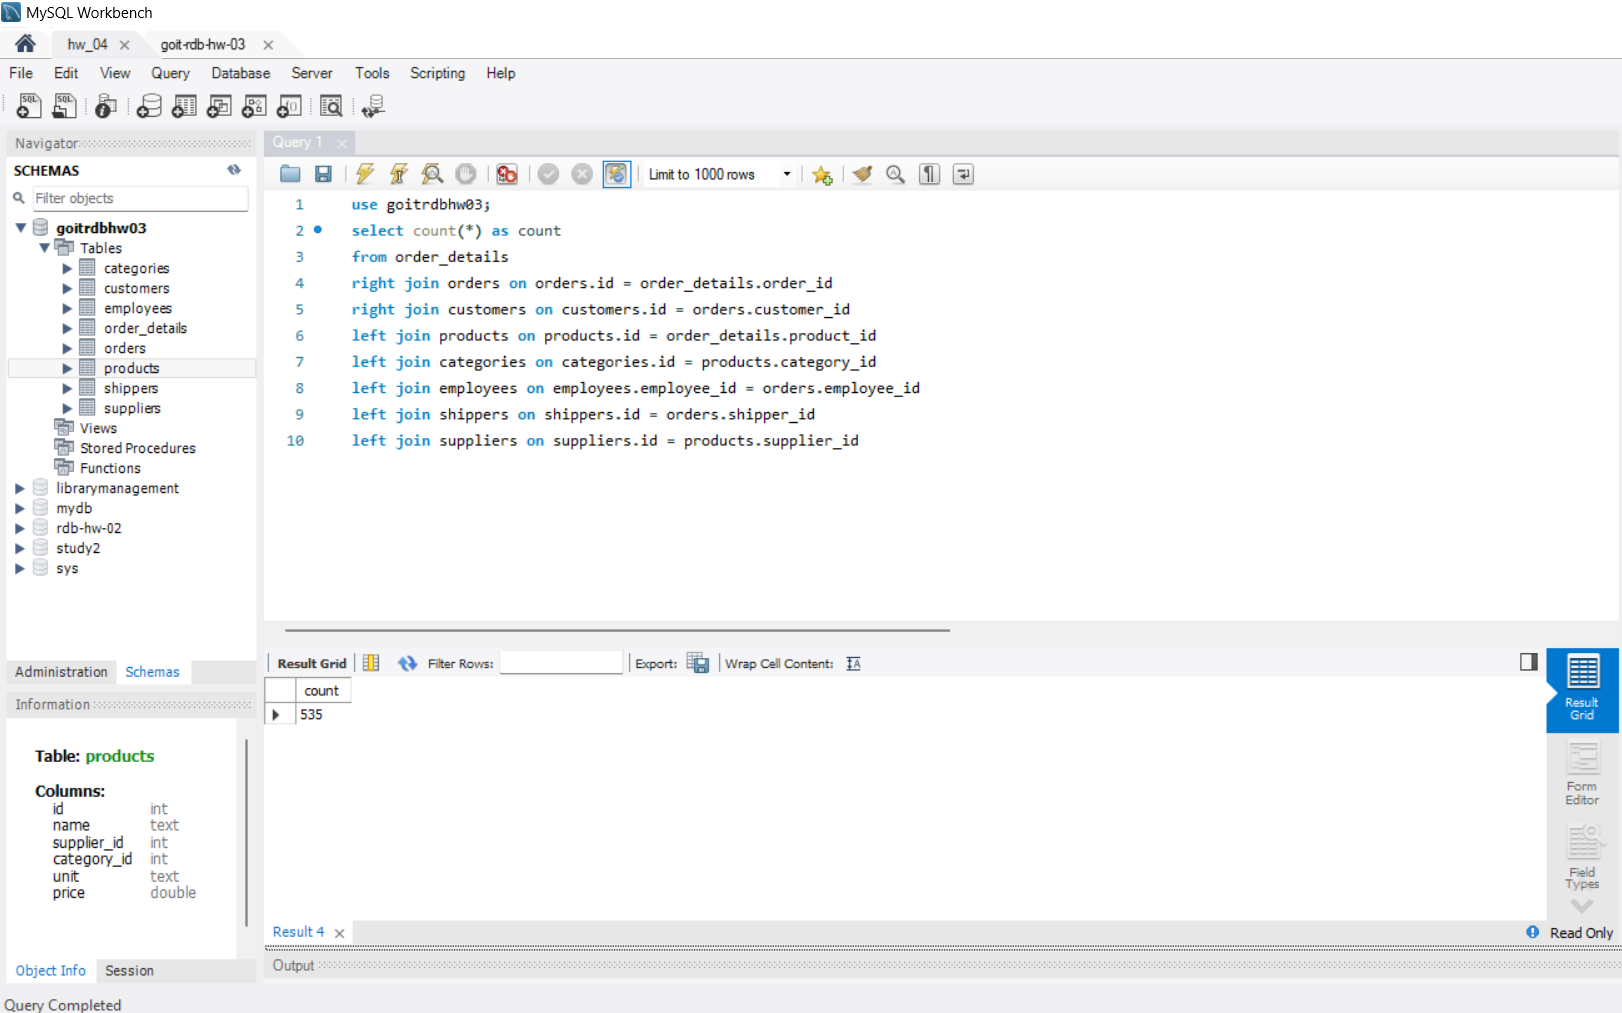 MySQL Workbench
hw_04
goit-rdb-hw-03
File Edit View Query Database Server Tools Scripting Help
Navigator
SCHEMAS
Filter objects
goitrdbhw03
Tables
categories
customers
employees
order_details
orders
products
shippers
suppliers
Views
Stored Procedures
Functions
librarymanagement
mydb
rdb-hw-02
study2
sys
Administration Schemas
Information
Table: products
Columns:
id int
name text
supplier_id int
category_id int
unit text
price double
Object Info Session
Query 1
Limit to 1000 rows
1 use goitrdbhw03;
2 select count(*) as count
3 from order_details
4 right join orders on orders.id = order_details.order_id
5 right join customers on customers.id = orders.customer_id
6 left join products on products.id = order_details.product_id
7 left join categories on categories.id = products.category_id
8 left join employees on employees.employee_id = orders.employee_id
9 left join shippers on shippers.id = orders.shipper_id
10 left join suppliers on suppliers.id = products.supplier_id
Result Grid Filter Rows: Export: Wrap Cell Content:
count
535
Result
Grid
Form
Editor
Field
Types
Result 4
Read Only
Output
Query Completed